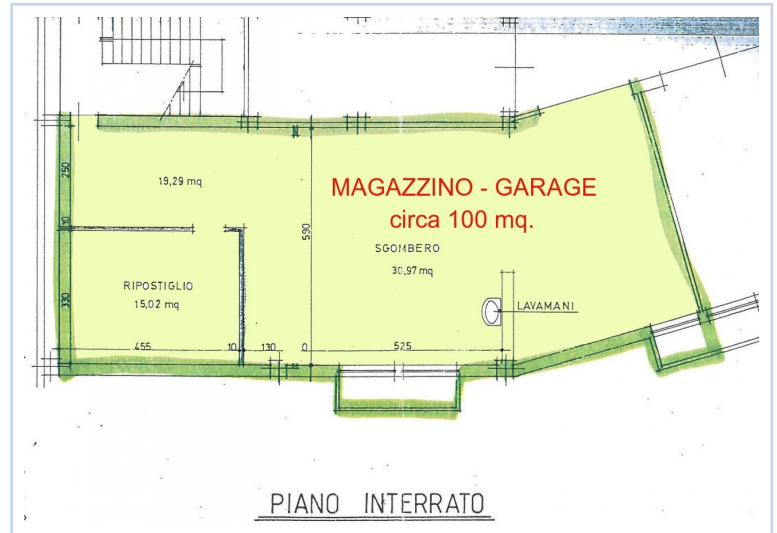 250
19,29 mq
MAGAZZINO - GARAGE
circa 100 mq.
10
590
SGOMBERO
30,97 mq
RIPOSTIGLIO
15,02 mq
330
LAVAMANI
455
10
130
0
525
PIANO INTERRATO